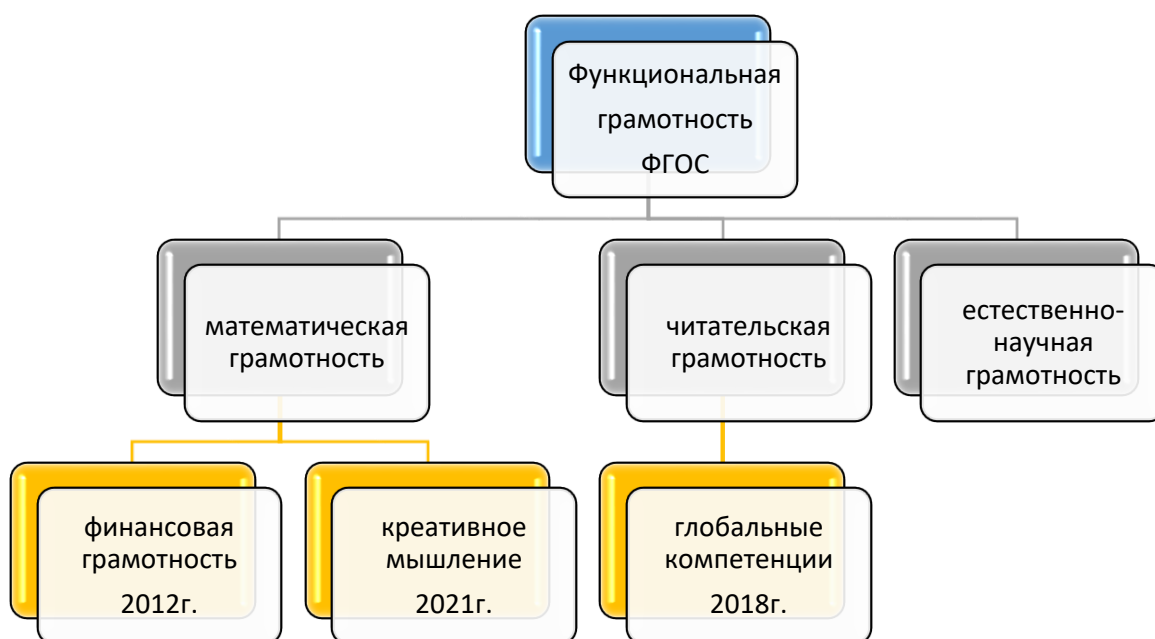 Функциональная
грамотность
ФГОС
математическая
грамотность
читательская
грамотность
естественно-
научная
грамотность
финансовая
грамотность
2012г.
креативное
мышление
2021г.
глобальные
компетенции
2018г.